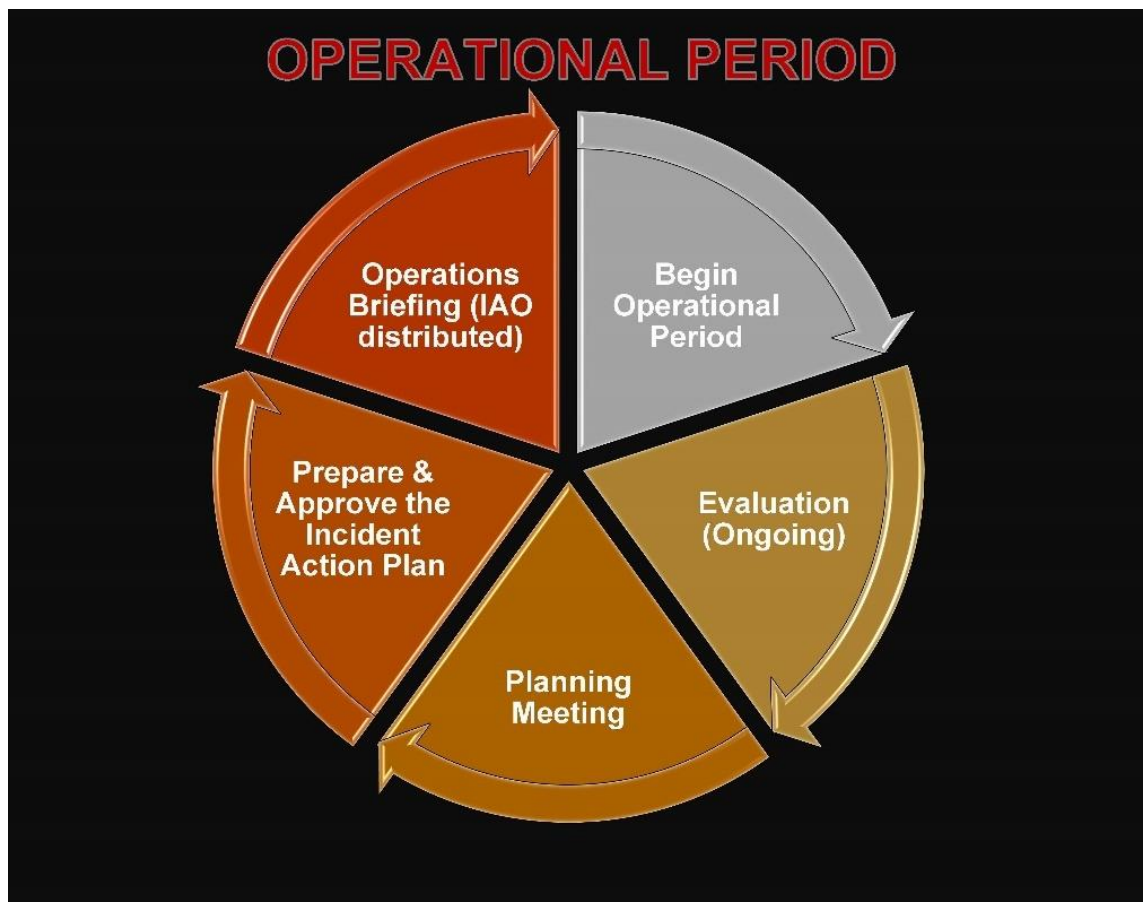 OPERATIONAL PERIOD
Begin
Operational
Period
Evaluation
(Ongoing)
Planning
Meeting
Prepare &
Approve the
Incident
Action Plan
Operations
Briefing (IAO
distributed)